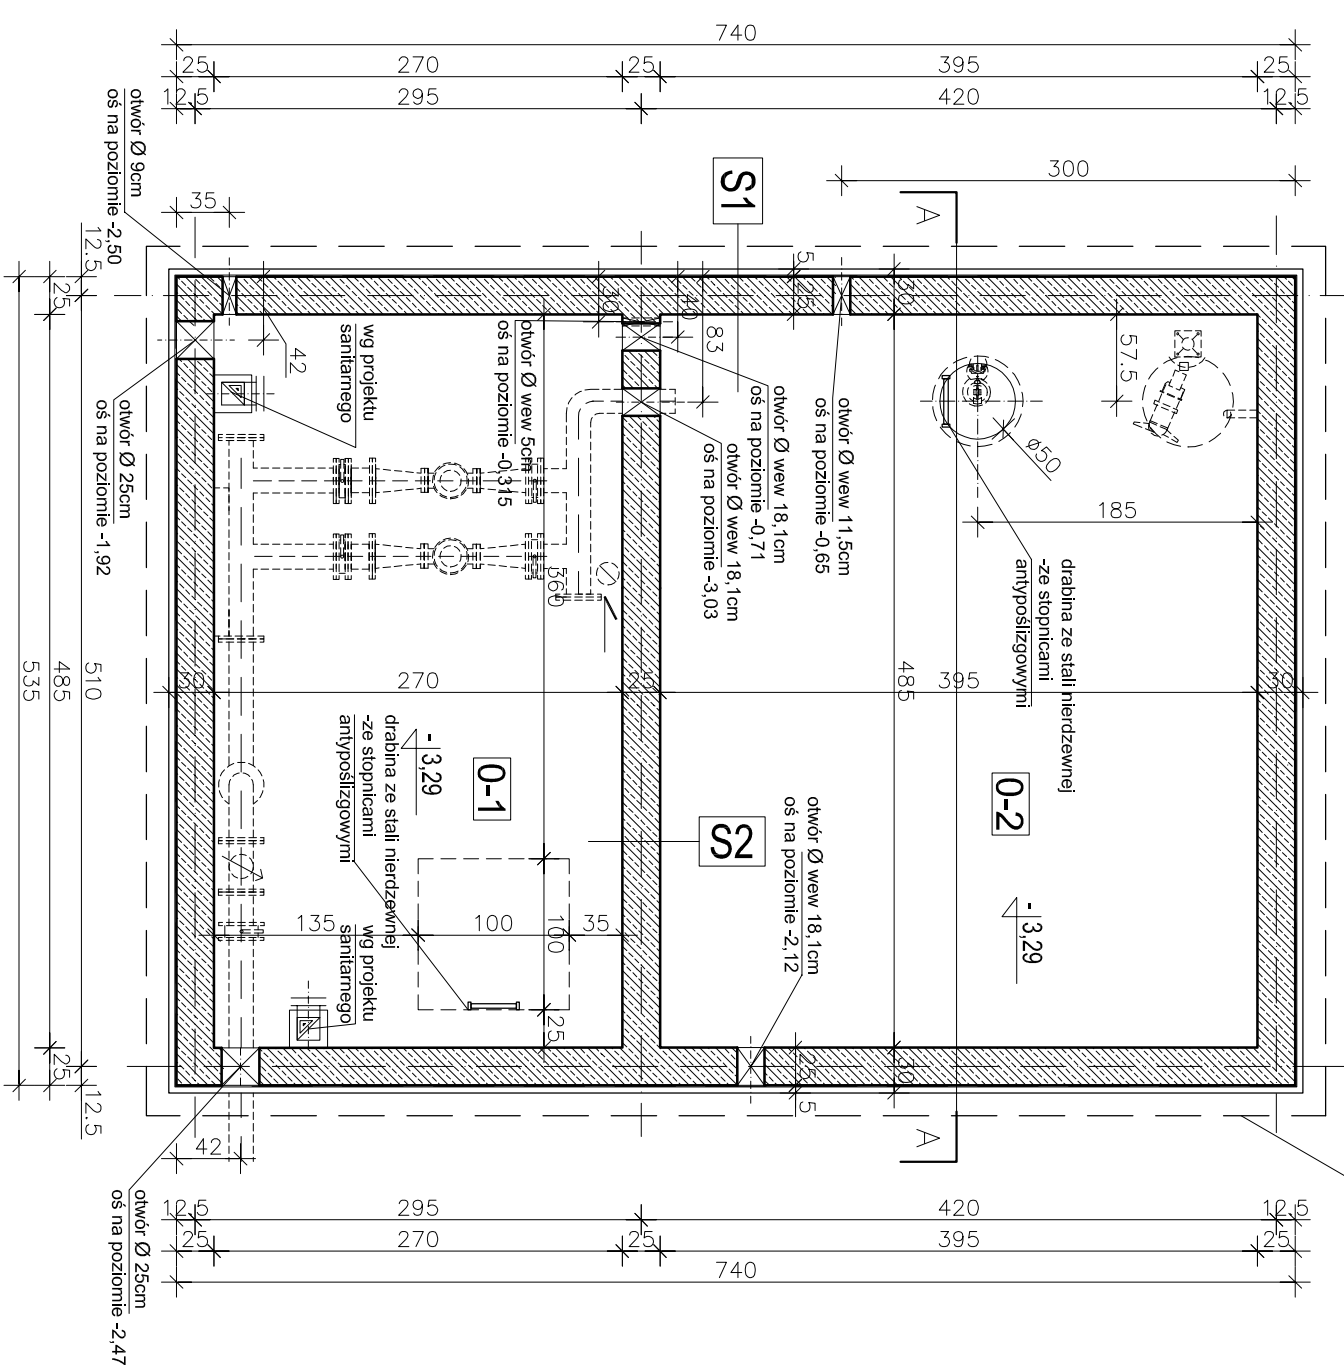 740
25
270
25
395
25
12.5
295
420
12.5
300
35
S1
A
otwór Ø 9cm
oś na poziomie -2,50
12.5
25
5
25
30
30
40
83
42
57.5
wg projektu
sanitarnego
otwór Ø wew 5cm
oś na poziomie -0,315
otwór Ø wew 18,1cm
oś na poziomie -0,71
otwór Ø wew 18,1cm
oś na poziomie -3,03
otwór Ø wew 11,5cm
oś na poziomie -0,65
ø50
185
otwór Ø 25cm
oś na poziomie -1,92
drabina ze stali nierdzewnej
-ze stopnicami
antypoślizgowymi
360
535
485
510
30
270
25
485
395
30
drabina ze stali nierdzewnej
-ze stopnicami
antypoślizgowymi
-
3,29
0-1
S2
0-2
-
3,29
otwór Ø wew 18,1cm
oś na poziomie -2,12
135
100
100
35
wg projektu
sanitarnego
25
25
12.5
25
5
30
42
A
otwór Ø 25cm
oś na poziomie -2,47
12.5
295
420
12.5
25
270
25
395
25
740